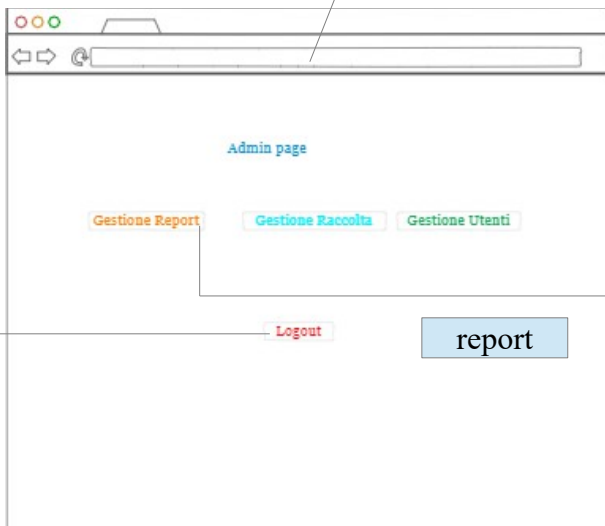 Admin page
Gestione Report
Gestione Raccolta
Gestione Utenti
Logout
report